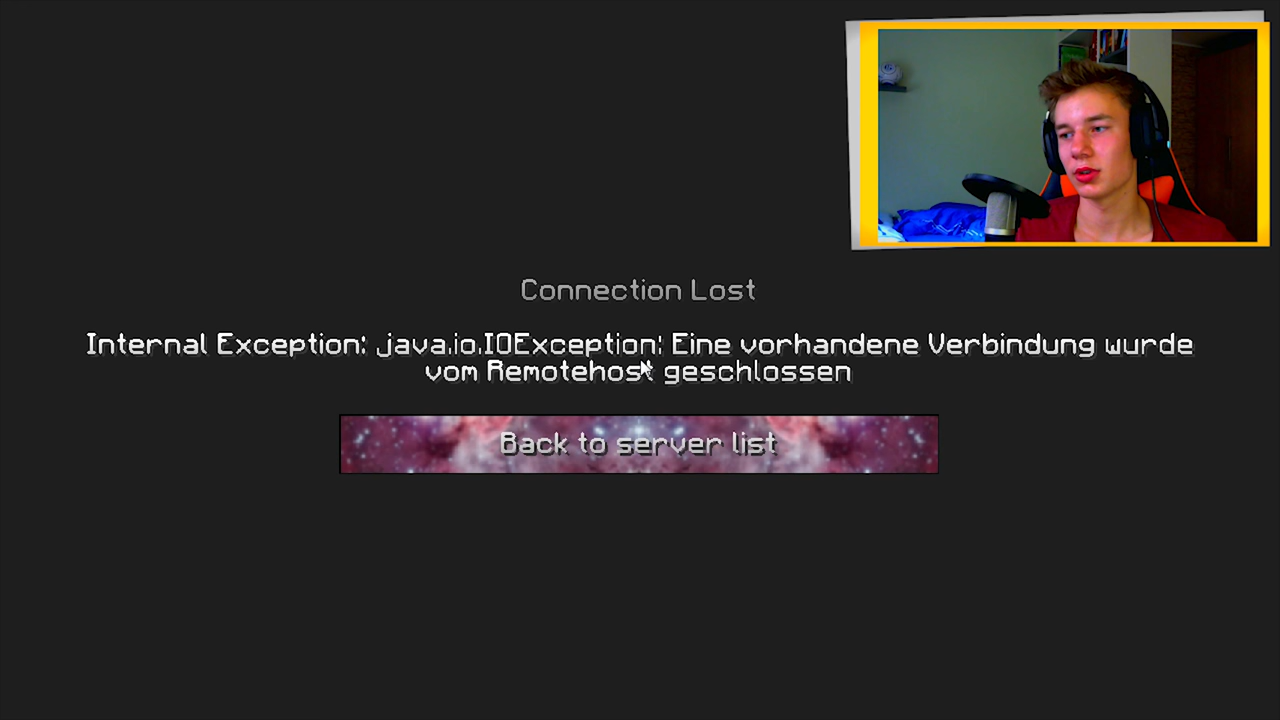 Connection Lost
Internal Exception: java.io.IOException: Eine vorhandene Verbindung wurde
vom Remotehost geschlossen
Back to server list